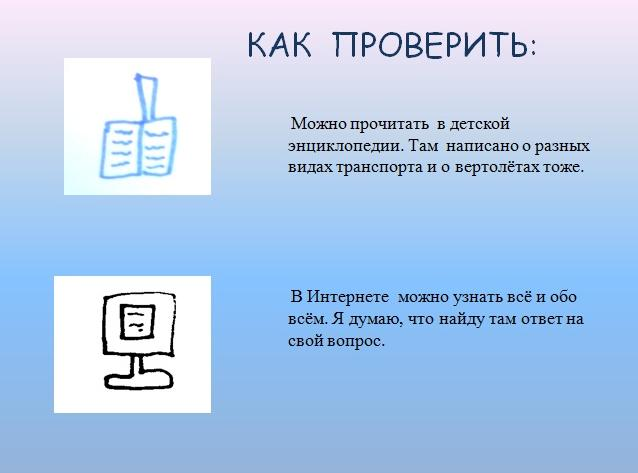 КАК ПРОВЕРИТЬ:
Можно прочитать в детской
энциклопедии. Там написано о разных
видах транспорта и о вертолётах тоже.
В Интернете можно узнать всё и обо
всём. Я думаю, что найду там ответ на
свой вопрос.